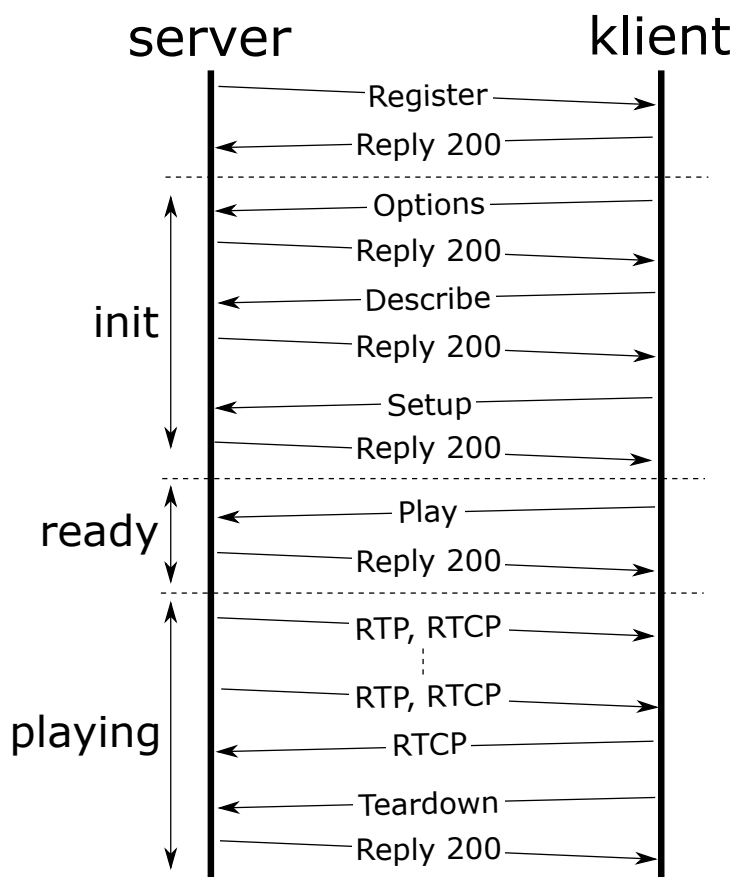 server
klient
Register
Reply 200
Options
Reply 200
Describe
init
Reply 200
Setup
Reply 200
Play
ready
Reply 200
RTP, RTCP
RTP, RTCP
playing
RTCP
Teardown
Reply 200